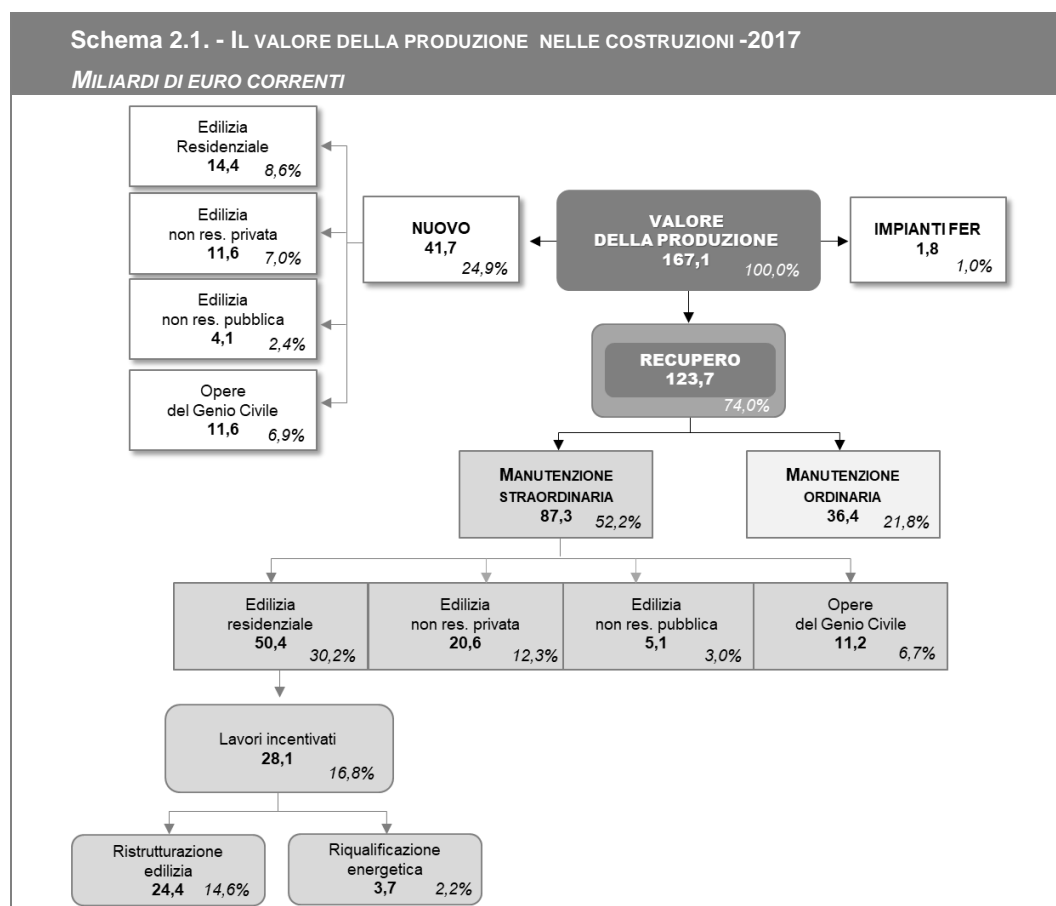 Schema 2.1. - IL VALORE DELLA PRODUZIONE NELLE COSTRUZIONI -2017
MILIARDI DI EURO CORRENTI
Edilizia
Residenziale
14,4 8,6%
Edilizia
non res. privata
11,6 7,0%
Edilizia
non res. pubblica
4,1 2,4%
Opere
del Genio Civile
11,6 6,9%
NUOVO
41,7
24,9%
VALORE
DELLA PRODUZIONE
167,1 100,0%
IMPIANTI FER
1,8
1,0%
RECUPERO
123,7
74,0%
MANUTENZIONE
STRAORDINARIA
87,3 52,2%
MANUTENZIONE
ORDINARIA
36,4 21,8%
Edilizia
residenziale
50,4
30,2%
Edilizia
non res. privata
20,6
12,3%
Edilizia
non res. pubblica
5,1
3,0%
Opere
del Genio Civile
11,2
6,7%
Lavori incentivati
28,1
16,8%
Ristrutturazione
edilizia
24,4 14,6%
Riqualificazione
energetica
3,7 2,2%